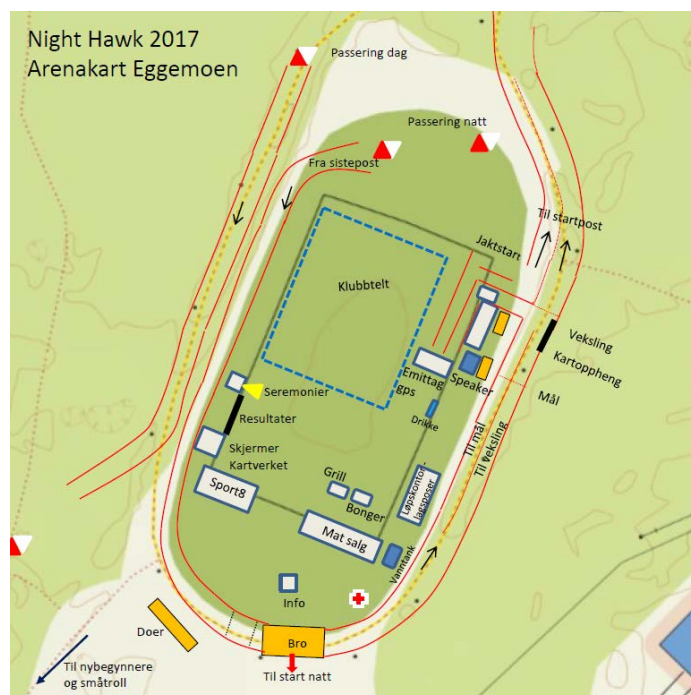 Night Hawk 2017
Arenakart Eggemoen
Passering dag
Passering natt
Fra sistepost
Til startpost
Jaktstart
Klubbtelt
Veksling
Kartoppheng
Mål
Emittag
gps
Speaker
Drikke
Seremonier
Resultater
Skjermer
Kartverket
Sport8
Grill
Bonger
Mat salg
Løpskontor
lagsposer
Til mål
Til veksling
Vanntank
Info
Doer
Bro
Til start natt
Til nybegynnere
og småtroll